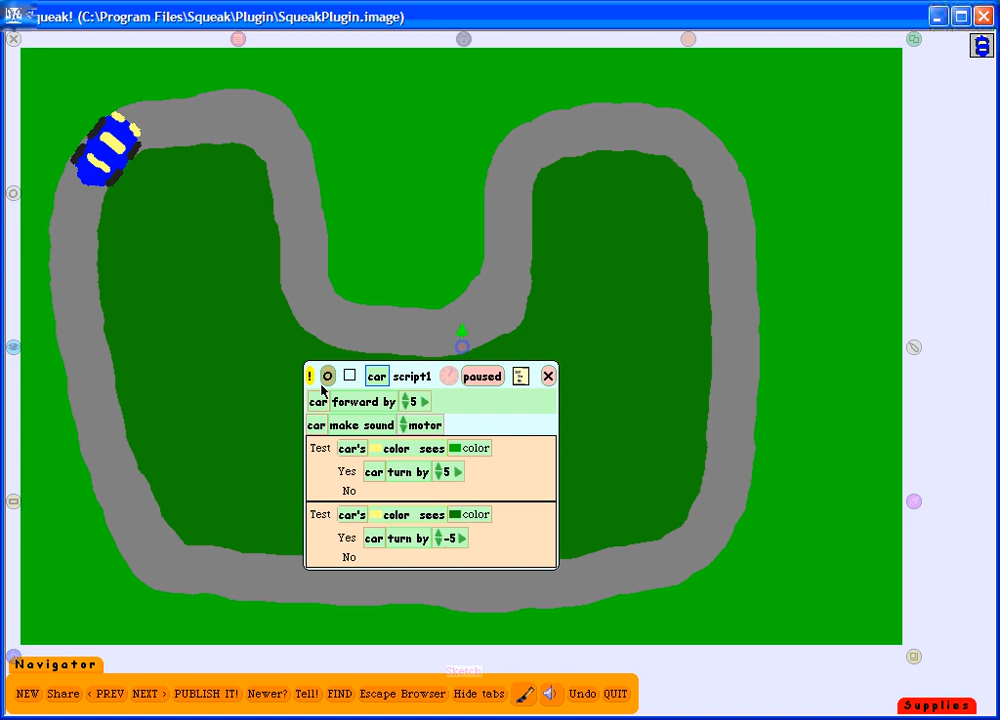 Squeak! (C:\Program Files\Squeak\Plugin\SqueakPlugin.image)
! car script1 paused
car forward by 5
car make sound motor
Test car's color sees color
Yes car turn by 5
No
Test car's color sees color
Yes car turn by -5
No
Navigator
Sketch
NEW Share < PREV NEXT > PUBLISH IT! Newer? Tell! FIND Escape Browser Hide tabs Undo QUIT
Supplies